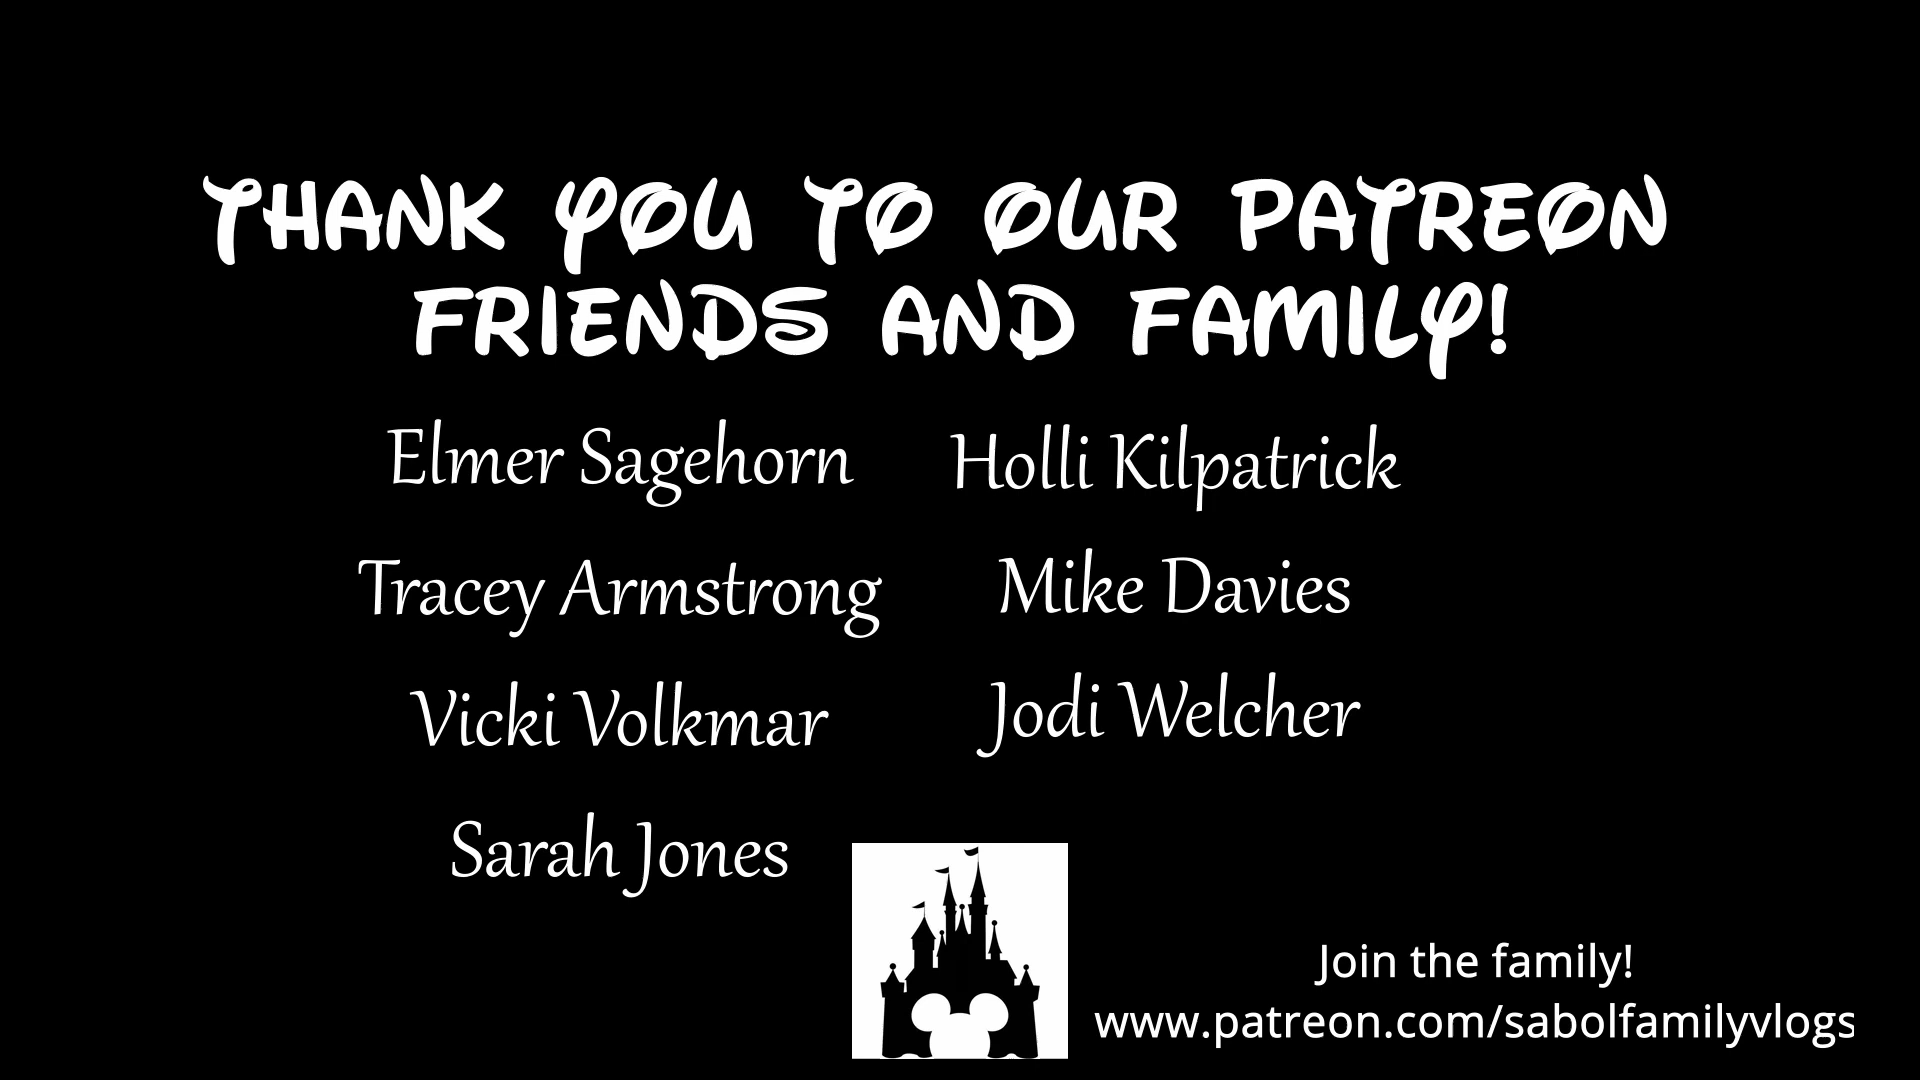 THANK YOU TO OUR PATREON
FRIENDS AND FAMILY!
Elmer Sagehorn
Tracey Armstrong
Vicki Volkmar
Sarah Jones
Holli Kilpatrick
Mike Davies
Jodi Welcher
Join the family!
www.patreon.com/sabolfamilyvlogs